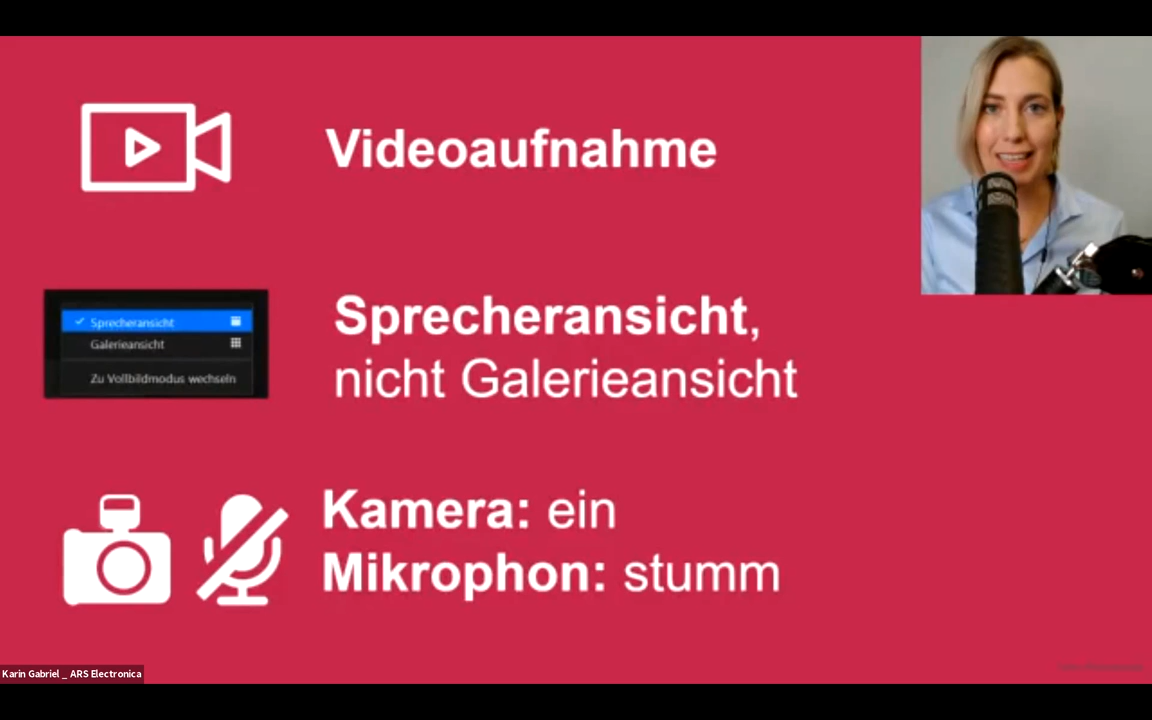 Videoaufnahme
Sprecheransicht
Galerieansicht
Zu Vollbildmodus wechseln
Sprecheransicht,
nicht Galerieansicht
Kamera: ein
Mikrophon: stumm
Karin Gabriel _ ARS Electronica